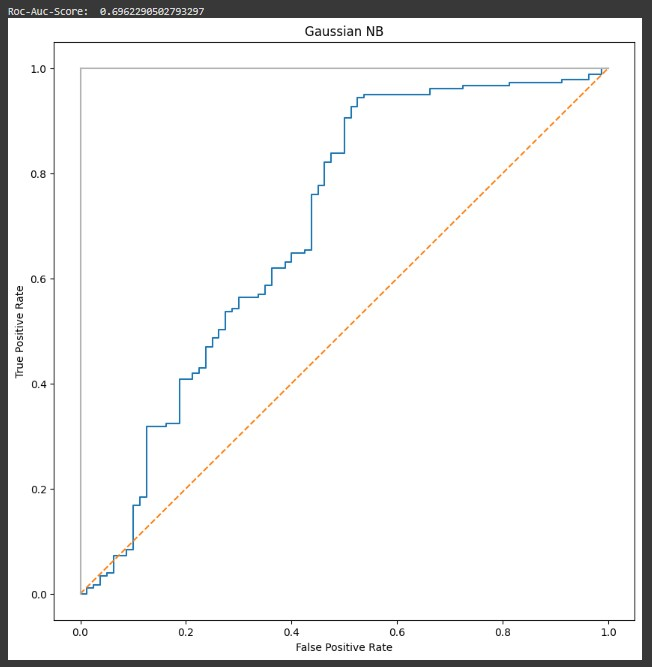 Roc-Auc-Score:  0.6962290502793297
Gaussian NB
1.0
0.8
0.6
0.4
0.2
0.0
True Positive Rate
0.0 0.2 0.4 0.6 0.8 1.0
False Positive Rate